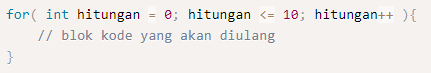 for( int hitungan = 0; hitungan <= 10; hitungan++ ){
    // blok kode yang akan diulang
}